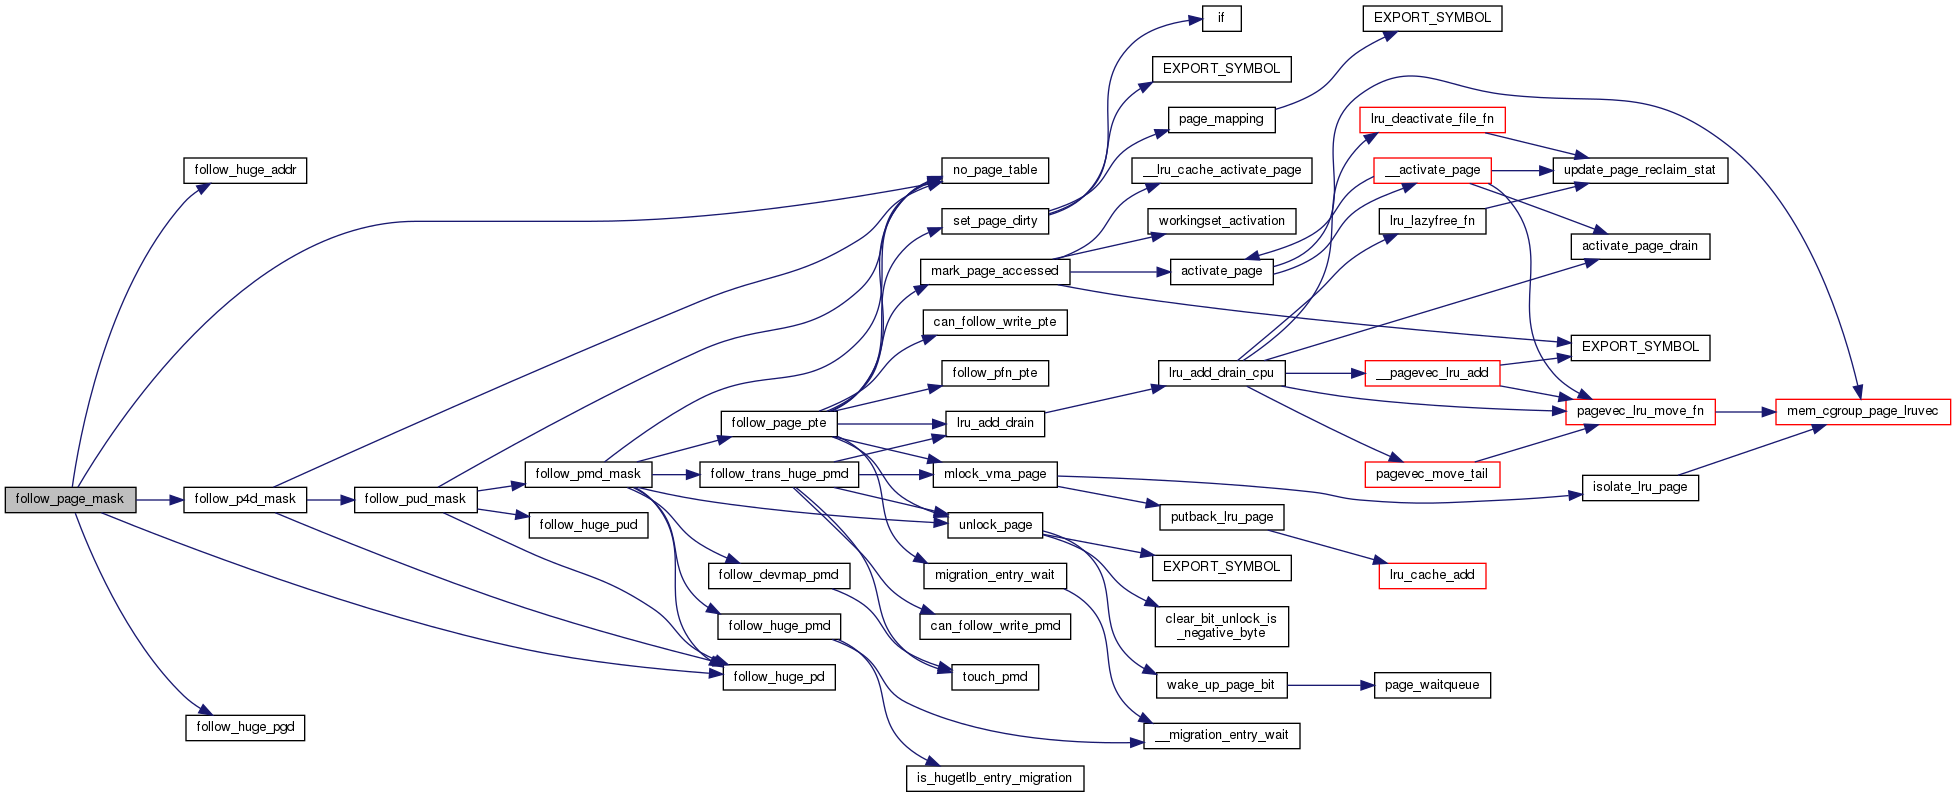 if
EXPORT_SYMBOL
EXPORT_SYMBOL
page_mapping
lru_deactivate_file_fn
follow_huge_addr
no_page_table
__lru_cache_activate_page
__activate_page
update_page_reclaim_stat
set_page_dirty
workingset_activation
lru_lazyfree_fn
activate_page_drain
mark_page_accessed
activate_page
can_follow_write_pte
EXPORT_SYMBOL
follow_pfn_pte
lru_add_drain_cpu
__pagevec_lru_add
follow_page_pte
lru_add_drain
pagevec_lru_move_fn
mem_cgroup_page_lruvec
follow_pmd_mask
follow_trans_huge_pmd
mlock_vma_page
pagevec_move_tail
isolate_lru_page
follow_page_mask
follow_p4d_mask
follow_pud_mask
follow_huge_pud
unlock_page
putback_lru_page
follow_devmap_pmd
migration_entry_wait
EXPORT_SYMBOL
lru_cache_add
follow_huge_pmd
can_follow_write_pmd
clear_bit_unlock_is
_negative_byte
follow_huge_pd
touch_pmd
wake_up_page_bit
page_waitqueue
follow_huge_pgd
__migration_entry_wait
is_hugetlb_entry_migration